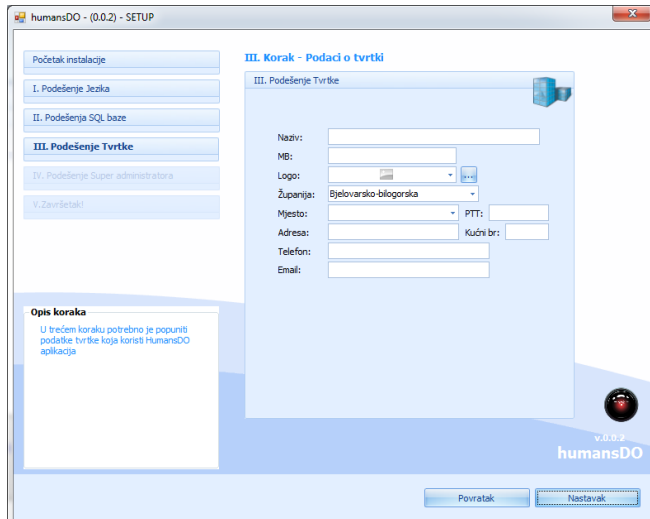 humansDO - (0.0.2) - SETUP
Početak instalacije
I. Podešenje Jezika
II. Podešenja SQL baze
III. Podešenje Tvrtke
IV. Podešenje Super administratora
V.Završetak!
Opis koraka
U trećem koraku potrebno je popuniti
podatke tvrtke koja koristi HumansDO
aplikacija
III. Korak - Podaci o tvrtki
III. Podešenje Tvrtke
Naziv:
MB:
Logo: ...
Županija: Bjelovarsko-bilogorska
Mjesto: PTT:
Adresa: Kućni br:
Telefon:
Email:
v.0.0.2
humansDO
Povratak Nastavak